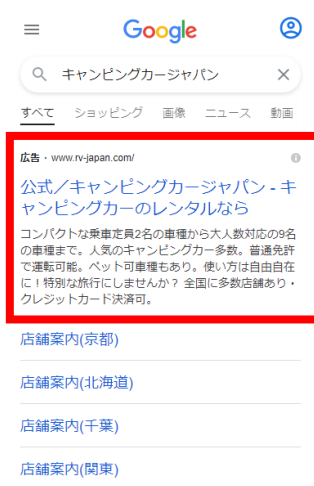 Google
キャンピングカージャパン
すべて ショッピング 画像 ニュース 動画
広告・www.rv-japan.com/
公式／キャンピングカージャパン - キ
ャンピングカーのレンタルなら
コンパクトな乗車定員2名の車種から大人数対応の9名
の車種まで。人気のキャンピングカー多数。普通免許
で運転可能。ペット可車種もあり。使い方は自由自在
に！特別な旅行にしませんか？ 全国に多数店舗あり・
クレジットカード決済可。
店舗案内(京都)
店舗案内(北海道)
店舗案内(千葉)
店舗案内(関東)